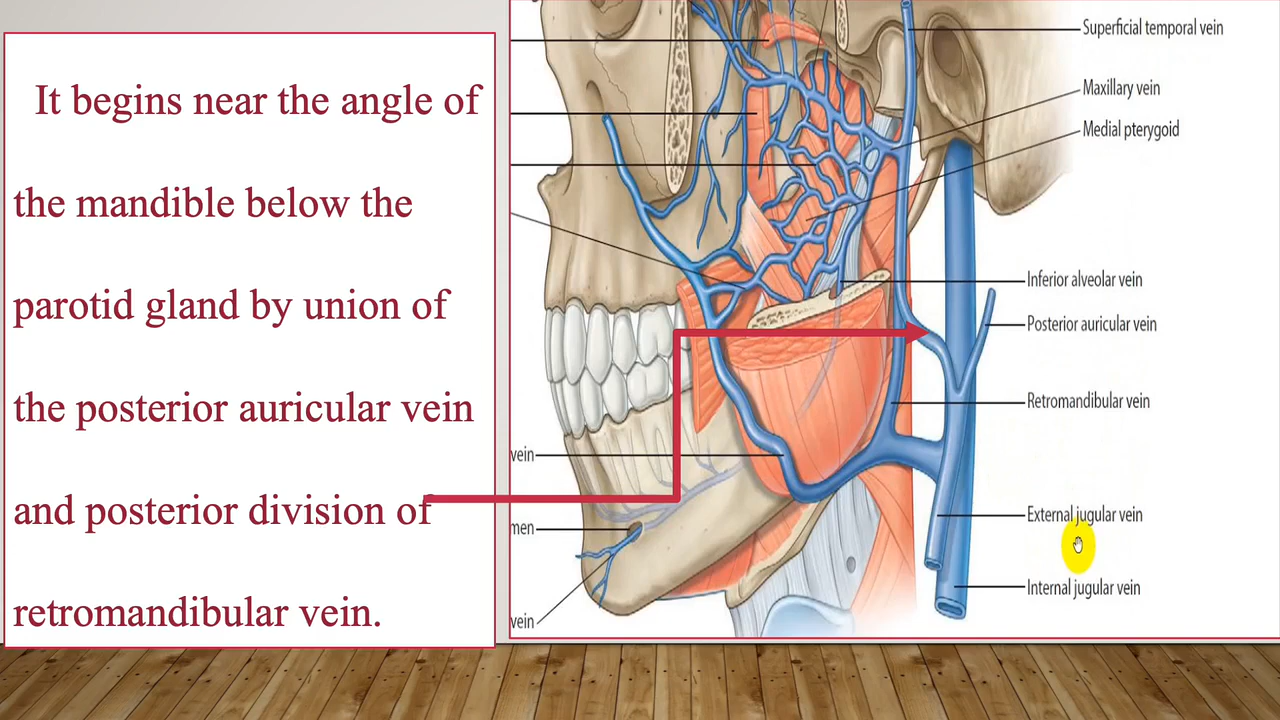 It begins near the angle of
the mandible below the
parotid gland by union of
the posterior auricular vein
and posterior division of
retromandibular vein.
Superficial temporal vein
Maxillary vein
Medial pterygoid
Inferior alveolar vein
Posterior auricular vein
Retromandibular vein
vein
External jugular vein
men
Internal jugular vein
vein